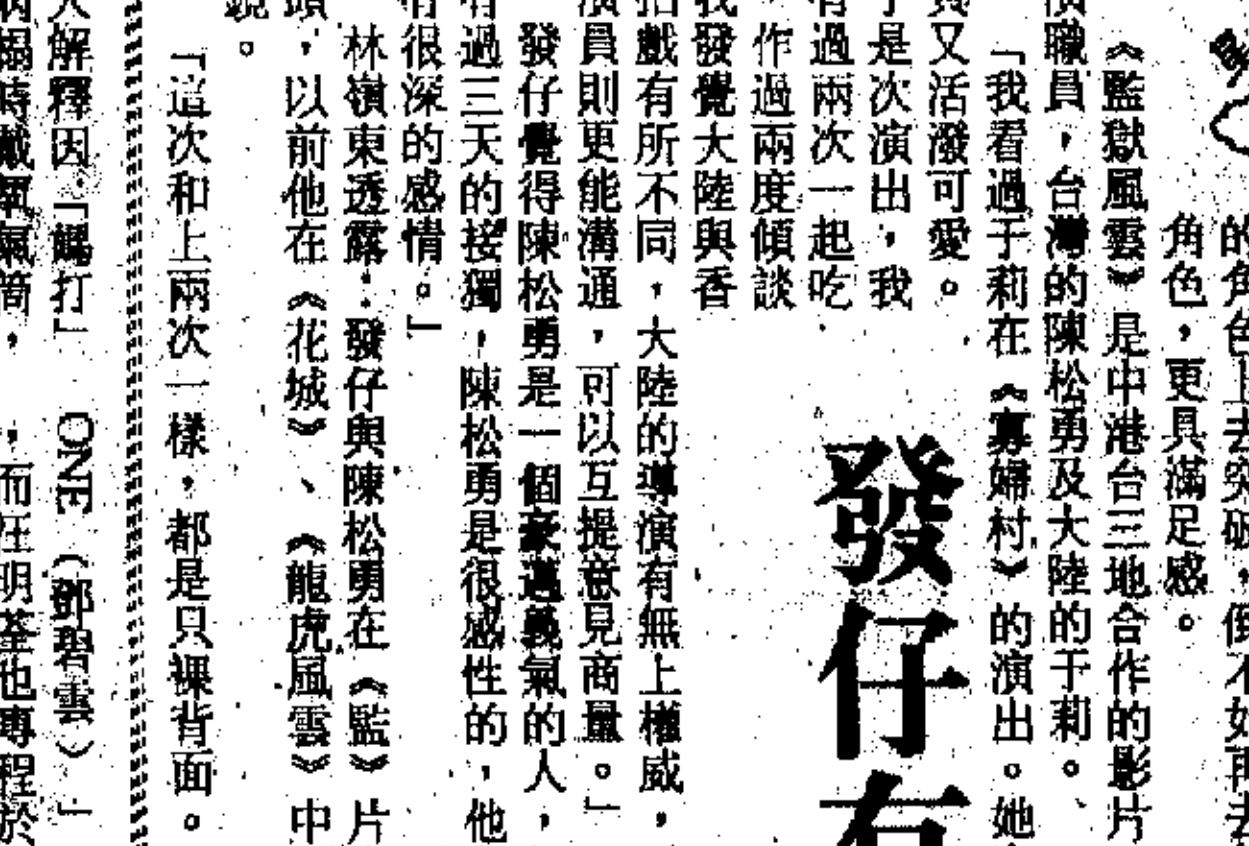 的角色上去突破，倒不如再去
角色，更具滿足感。
《監獄風雲》是中港台三地合作的影片
職員，台灣的陳松勇及大陸的于莉。
「我看過于莉在《寡婦村》的演出。她
又活潑可愛。
是次演出，我
過兩次一起吃
作過兩度傾談
發仔有
我發覺大陸與香
拍戲有所不同，大陸的導演有無上權威，
演員則更能溝通，可以互提意見商量。」
發仔覺得陳松勇是一個豪邁義氣的人，
有過三天的接獨，陳松勇是很感性的，他
有很深的感情。」
林嶺東透露：發仔與陳松勇在《監》片
頭，以前他在《花城》、《龍虎風雲》中
鏡。
「這次和上兩次一樣，都是只裸背面。
人解釋因「觸打」 ONE（鄧碧雲）」
時戴氧氣筒， ，而汪明荃也專程於